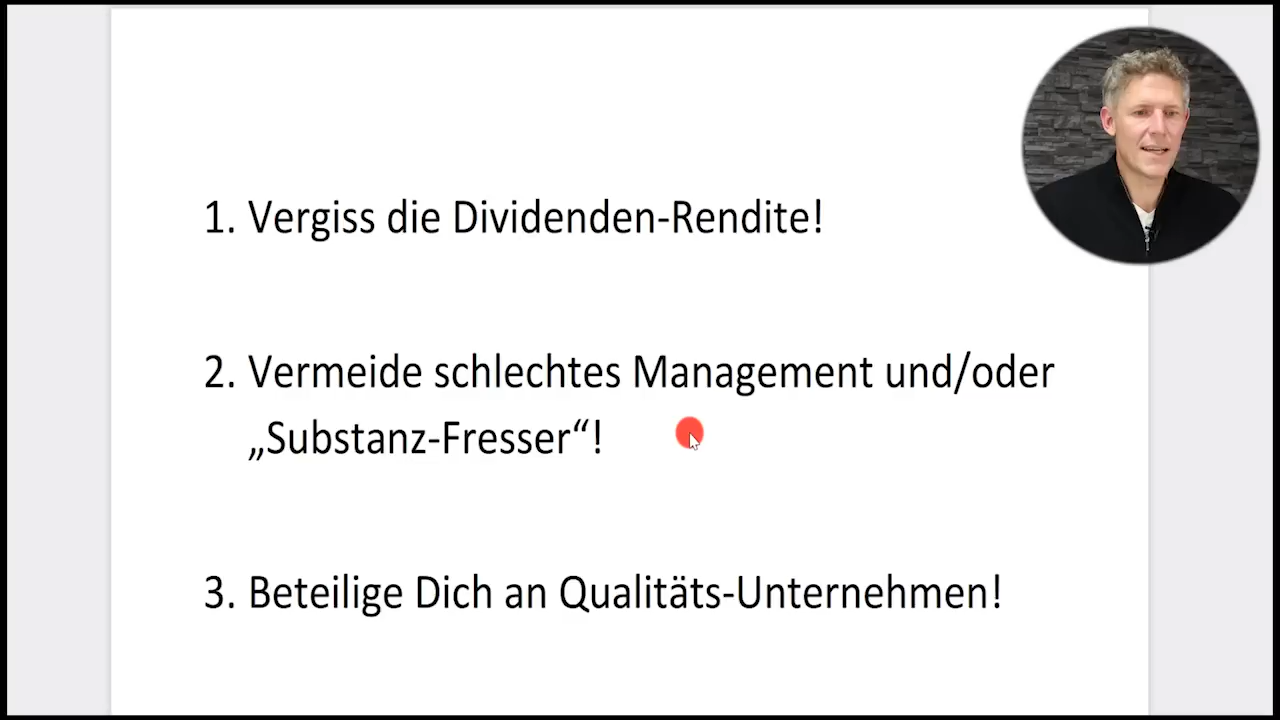 1. Vergiss die Dividenden-Rendite!
2. Vermeide schlechtes Management und/oder
„Substanz-Fresser“!
3. Beteilige Dich an Qualitäts-Unternehmen!